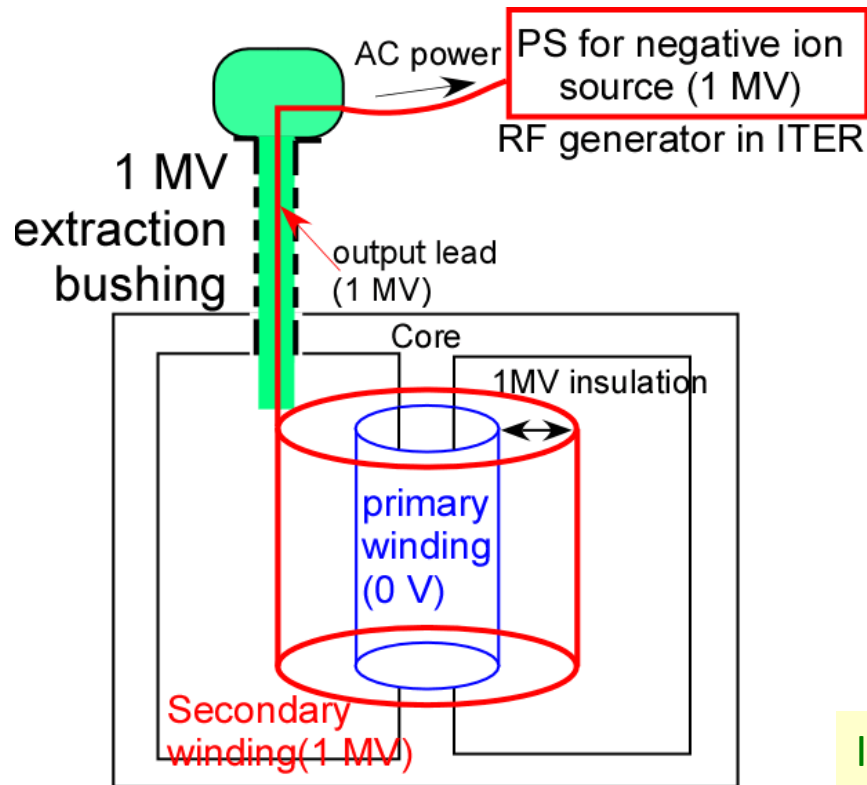 AC power
PS for negative ion
source (1 MV)
RF generator in ITER
1 MV
extraction
bushing
output lead
(1 MV)
Core
1MV insulation
primary
winding
(0 V)
Secondary
winding(1 MV)